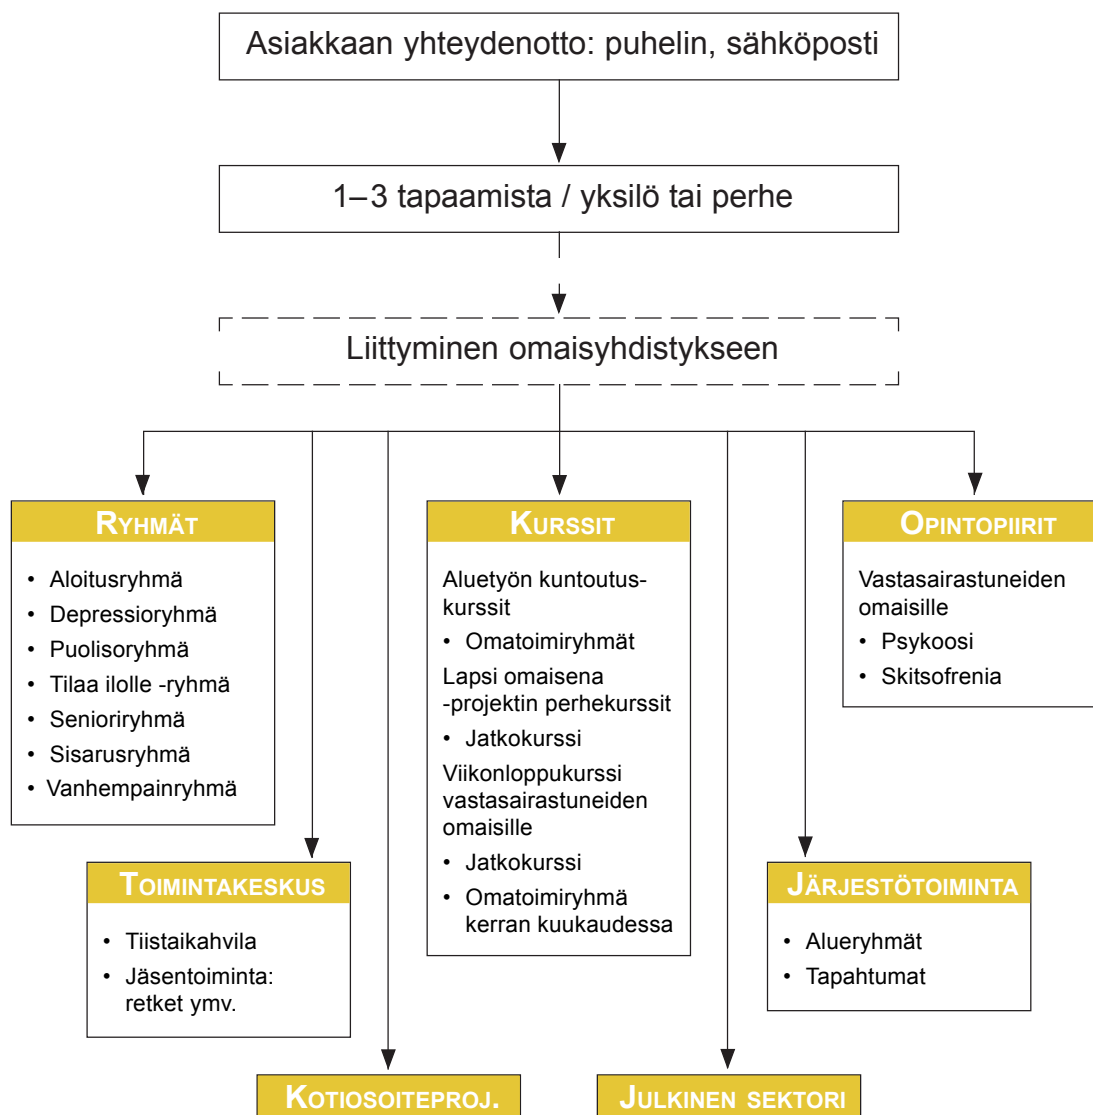 Asiakkaan yhteydenotto: puhelin, sähköposti
1–3 tapaamista / yksilö tai perhe
Liittyminen omaisyhdistykseen
RYHMÄT
• Aloitusryhmä
• Depressioryhmä
• Puolisoryhmä
• Tilaa ilolle -ryhmä
• Senioriryhmä
• Sisarusryhmä
• Vanhempainryhmä
KURSSIT
Aluetyön kuntoutus-
kurssit
• Omatoimiryhmät
Lapsi omaisena
-projektin perhekurssit
• Jatkokurssi
Viikonloppukurssi
vastasairastuneiden
omaisille
• Jatkokurssi
• Omatoimiryhmä
kerran kuukaudessa
OPINTOPIIRIT
Vastasairastuneiden
omaisille
• Psykoosi
• Skitsofrenia
TOIMINTAKESKUS
• Tiistaikahvila
• Jäsentoiminta:
retket ymv.
JÄRJESTÖTOIMINTA
• Alueryhmät
• Tapahtumat
KOTIOSOITEPROJ.
JULKINEN SEKTORI